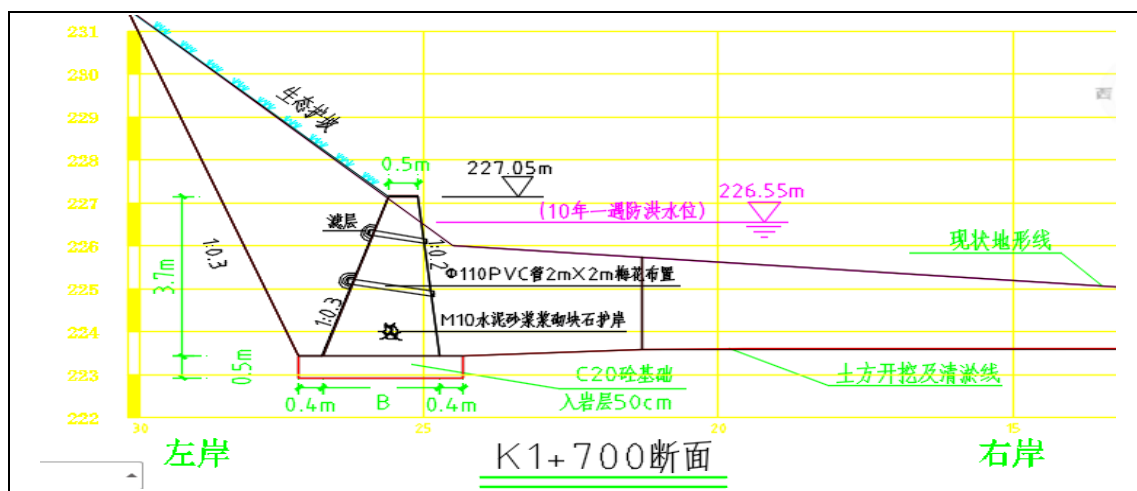 231
230
229
228
227
226
225
224
223
222
生态护坡
0.5m
227.05m
226.55m
(10年一遇防洪水位)
西
滤层
1:0.2
现状地形线
1:0.3
3.7m
Φ110PVC管2m×2m梅花布置
1:0.3
M10水泥砂浆浆砌块石护岸
0.5m
C20砼基础
入岩层50cm
土方开挖及清淤线
0.4m
B
0.4m
30
25
20
15
左岸
K1+700断面
右岸